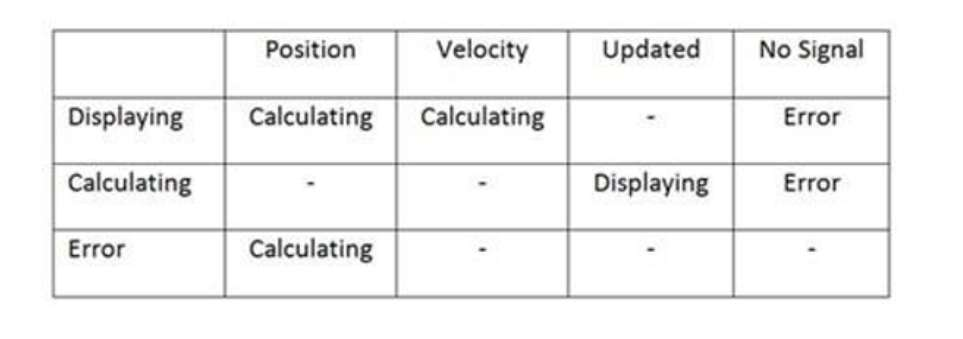 Position Velocity Updated No Signal
Displaying Calculating Calculating - Error
Calculating - - Displaying Error
Error Calculating - - -